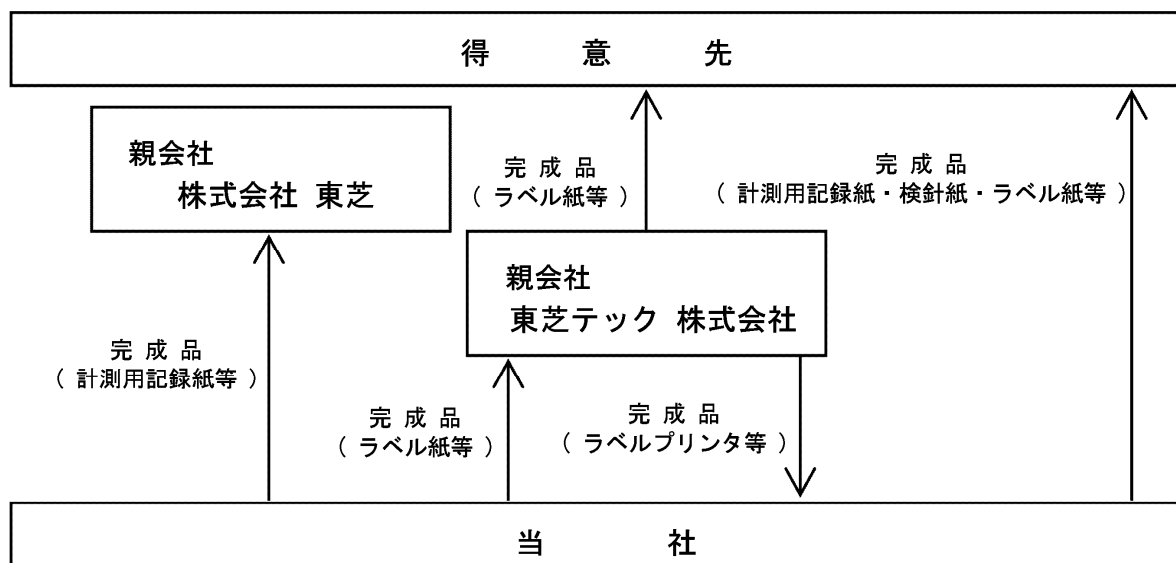 得意先
親会社
株式会社 東芝
完成品
（ ラベル紙等 ）
完成品
（ 計測用記録紙・検針紙・ラベル紙等 ）
親会社
東芝テック 株式会社
完成品
（ 計測用記録紙等 ）
完成品
（ ラベル紙等 ）
完成品
（ ラベルプリンタ等 ）
当社